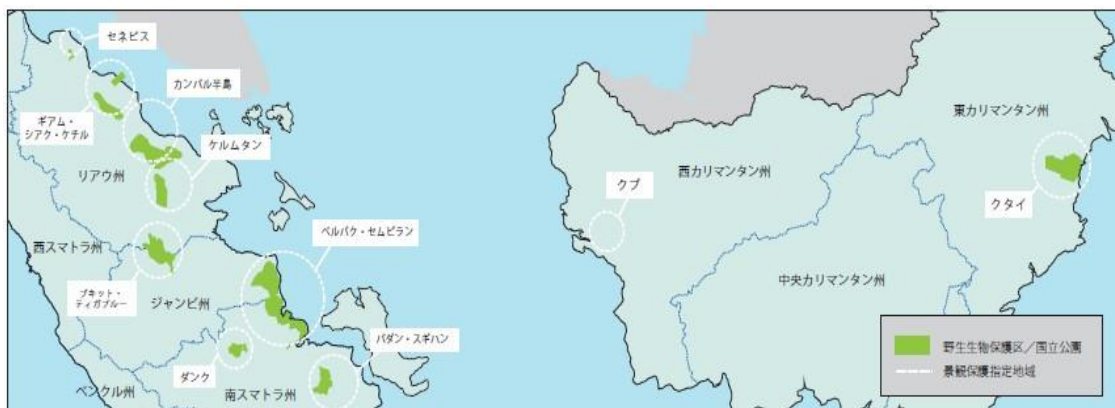 セネピス
カンパル半島
ギアム・
シアク・ケチル
ケルムタン
リアウ州
西スマトラ州
ベルバク・セムビラン
ブキット・
ティガプルー
ジャンビ州
パダン・スギハン
ダンク
ベンクル州
南スマトラ州
東カリマンタン州
西カリマンタン州
クブ
クタイ
中央カリマンタン州
野生生物保護区/国立公園
景観保護指定地域